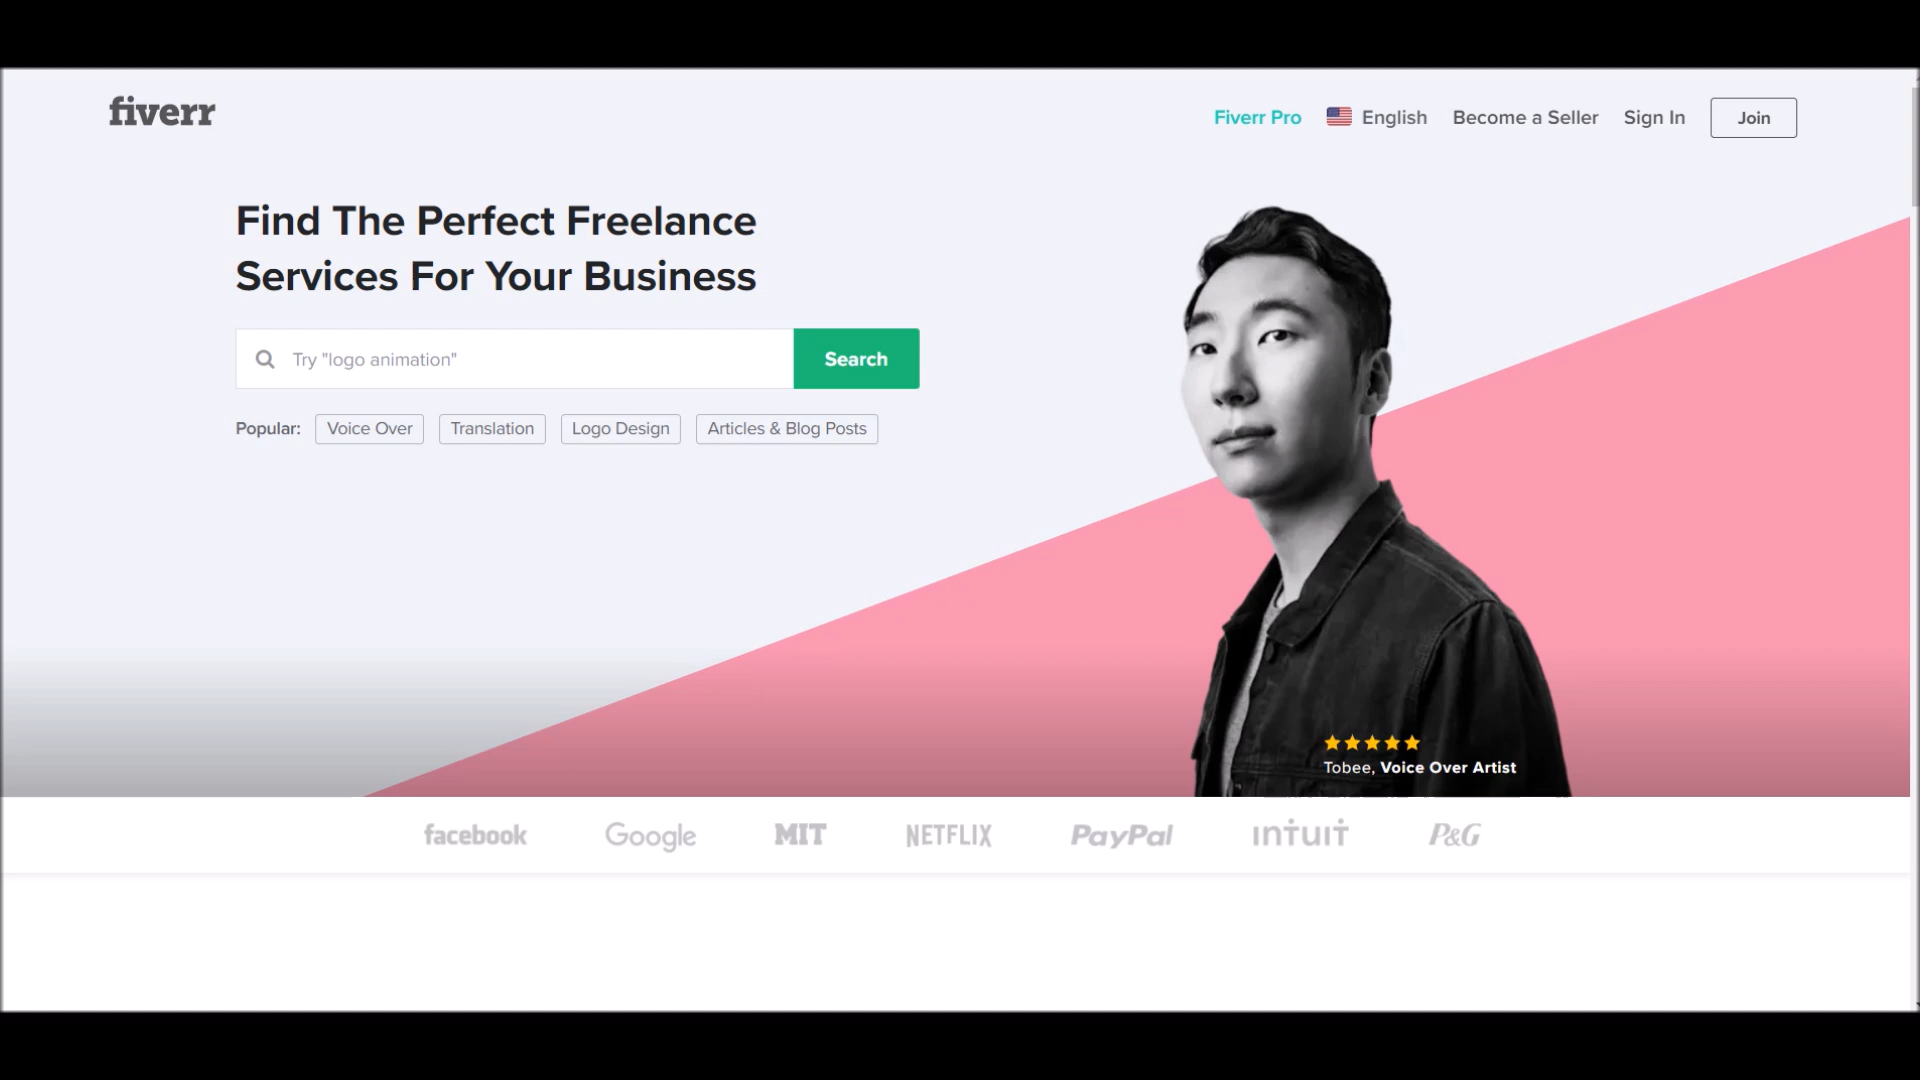 fiverr
Fiverr Pro English Become a Seller Sign In Join
Find The Perfect Freelance
Services For Your Business
Try "logo animation" Search
Popular: Voice Over Translation Logo Design Articles & Blog Posts
Tobee, Voice Over Artist
facebook Google MIT NETFLIX PayPal intuit P&G